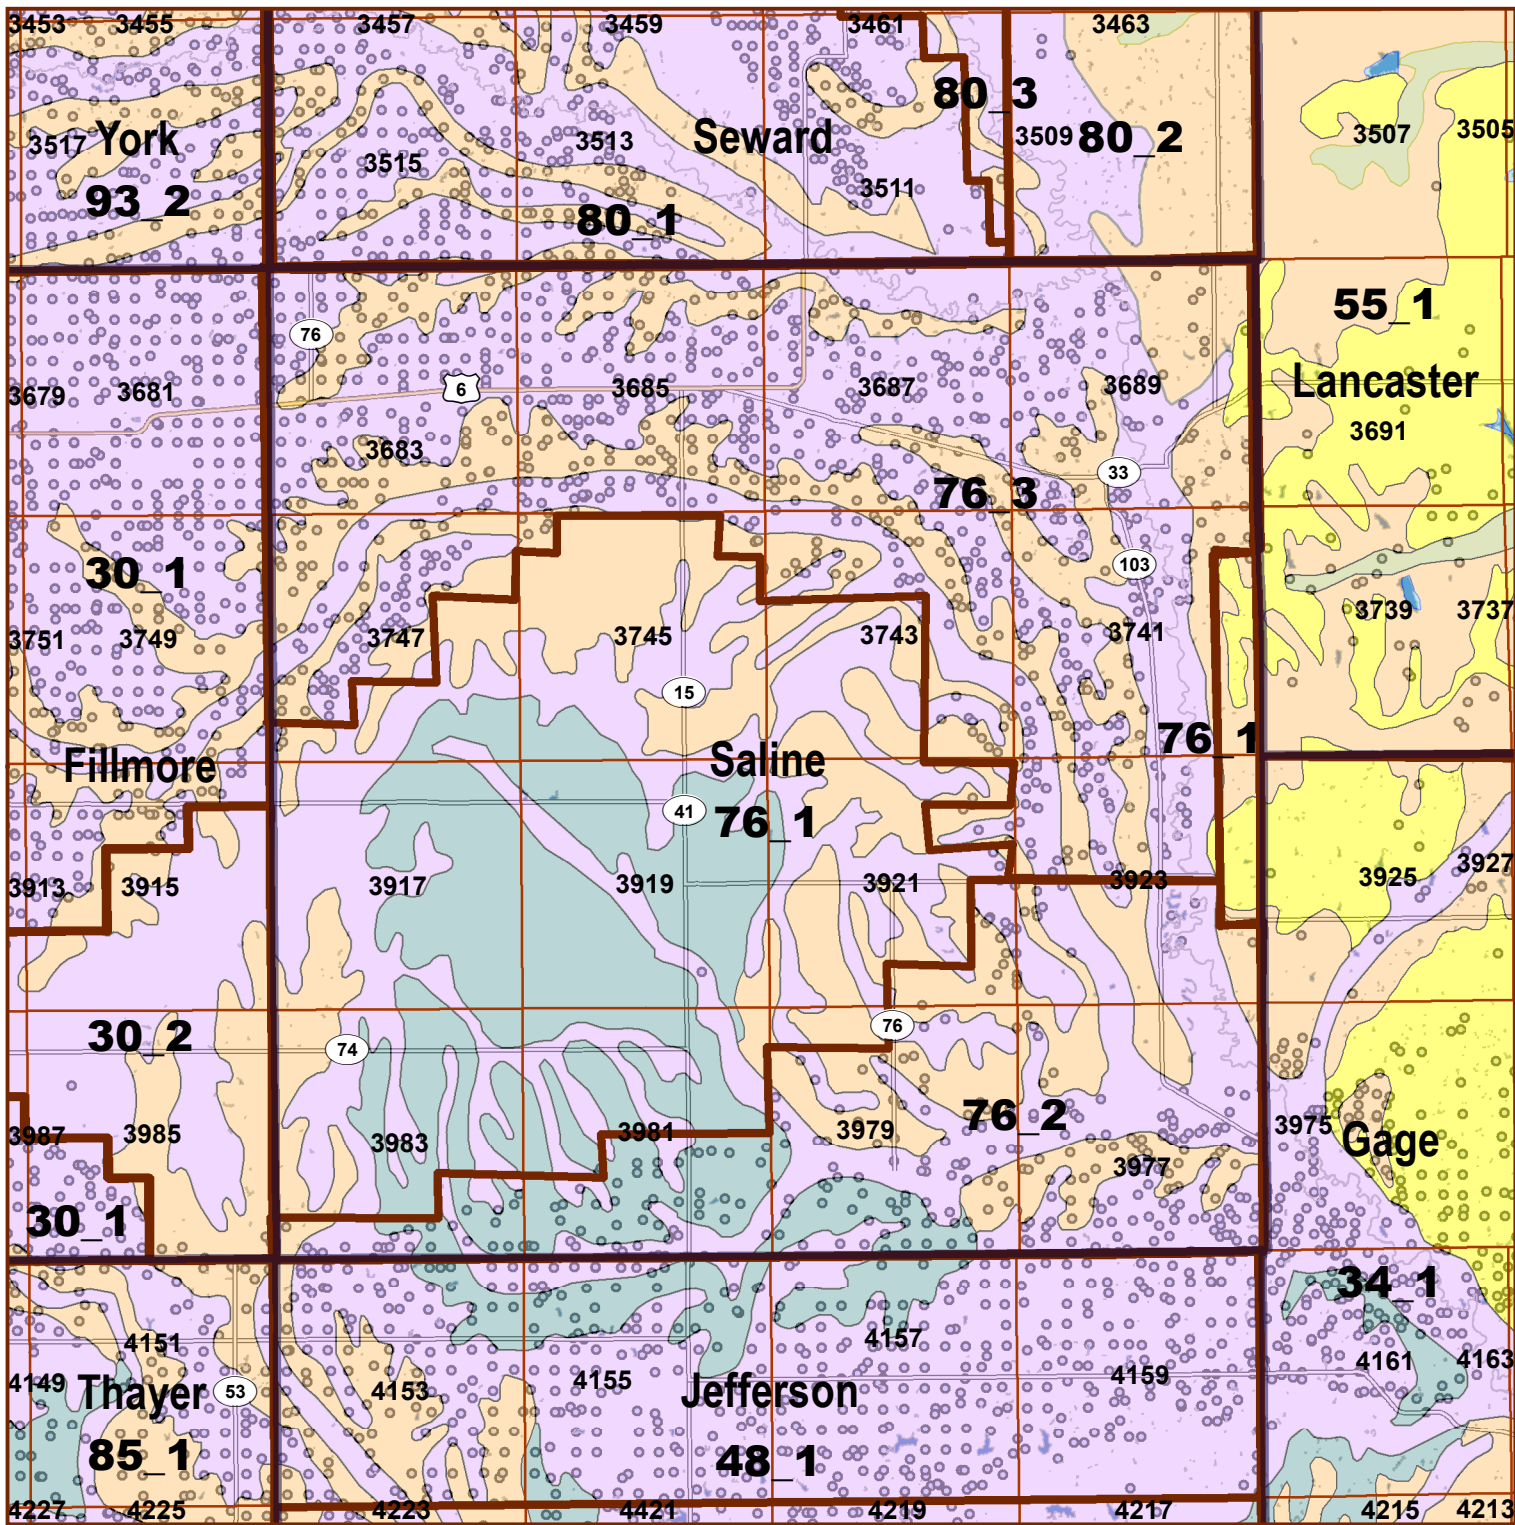 3453 3455 3457 3459 3461 3463
80_3
3517 York 3515 3513 Seward 3509 80_2 3507 3505
93_2 80_1 3511
55_1
76
3679 3681 6 3685 3687 3689 Lancaster
3683 3691
33
76_3
30_1 103
3751 3749 3747 3745 3743 3741 3739 3737
15
Fillmore Saline 76_1
41 76_1
3913 3915 3917 3919 3921 3923 3925 3927
30_2 74 76
3987 3985 3983 3981 3979 76_2 3975 Gage
3977
30_1
34_1
4151 4157
4149 Thayer 53 4153 4155 Jefferson 4159 4161 4163
85_1 48_1
4227 4225 4223 4421 4219 4217 4215 4213